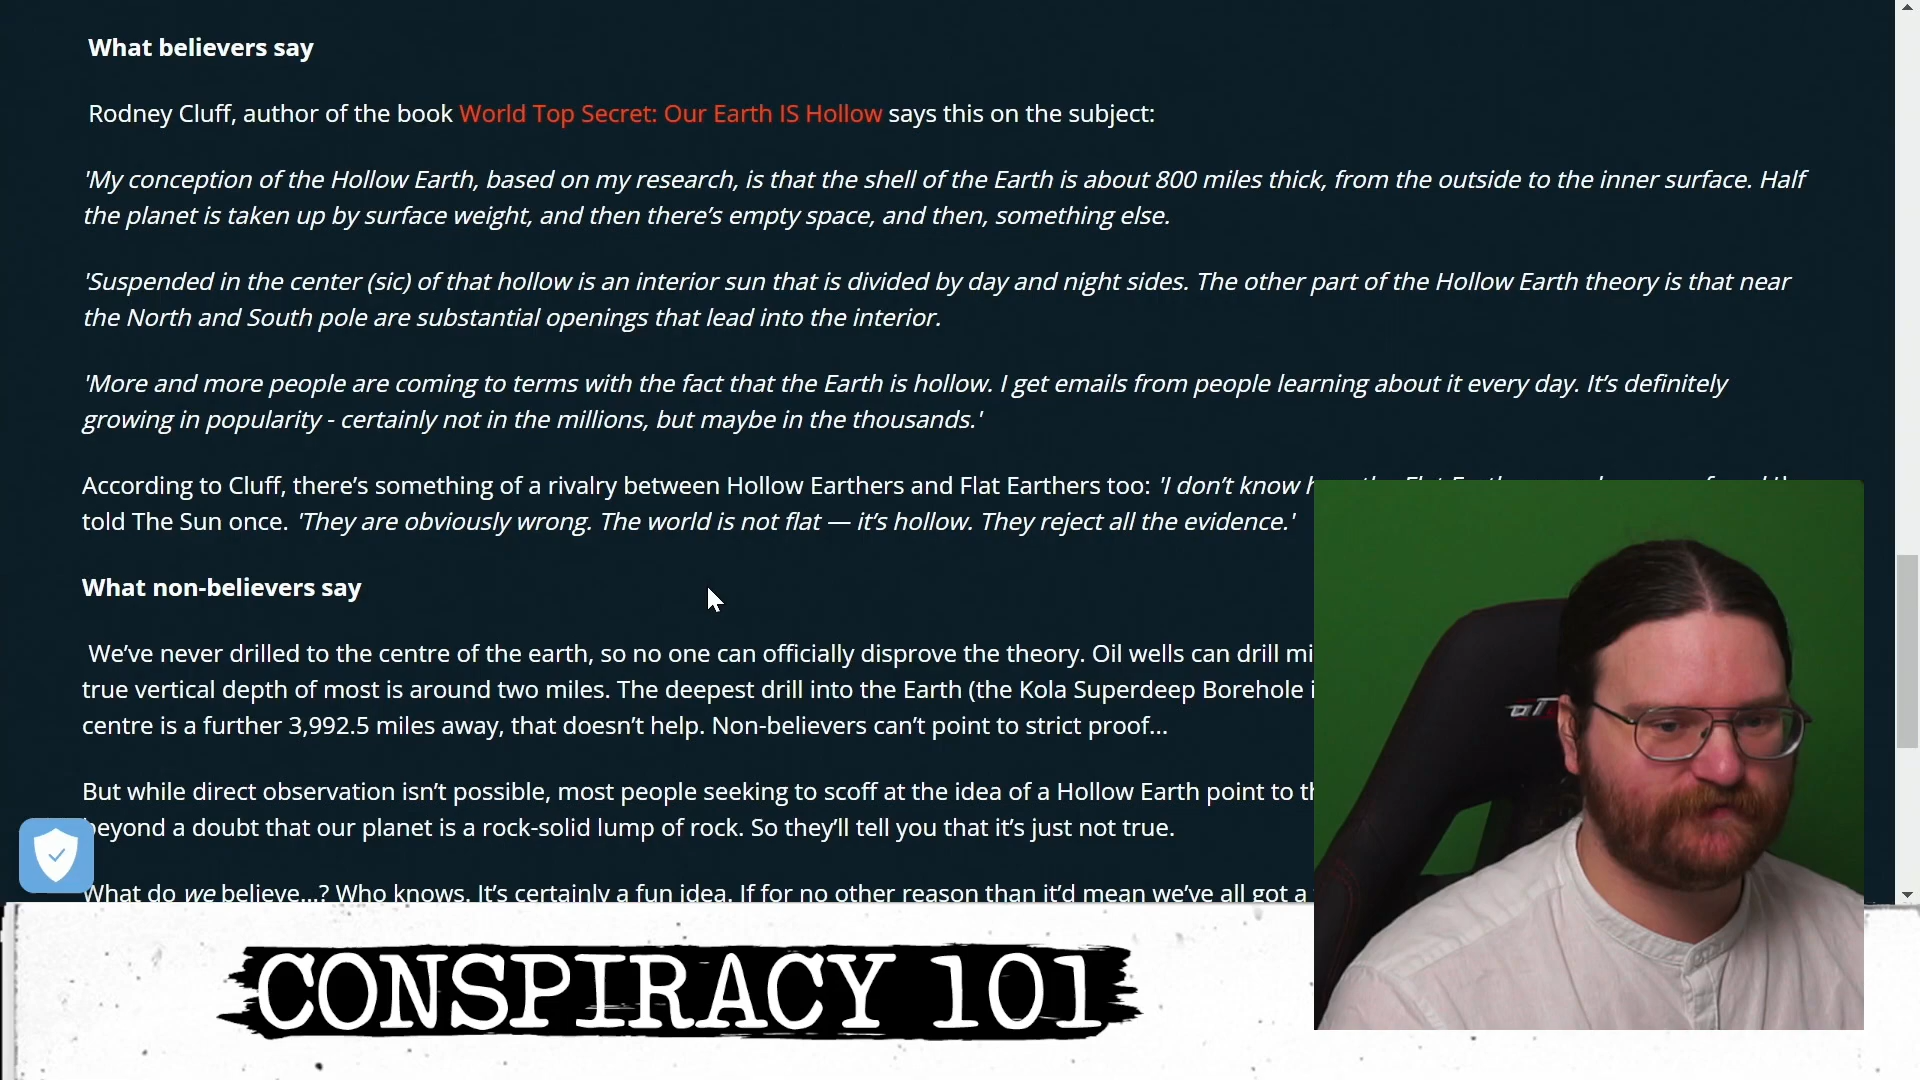 What believers say
Rodney Cluff, author of the book World Top Secret: Our Earth IS Hollow says this on the subject:
'My conception of the Hollow Earth, based on my research, is that the shell of the Earth is about 800 miles thick, from the outside to the inner surface. Half
the planet is taken up by surface weight, and then there’s empty space, and then, something else.
'Suspended in the center (sic) of that hollow is an interior sun that is divided by day and night sides. The other part of the Hollow Earth theory is that near
the North and South pole are substantial openings that lead into the interior.
'More and more people are coming to terms with the fact that the Earth is hollow. I get emails from people learning about it every day. It’s definitely
growing in popularity - certainly not in the millions, but maybe in the thousands.'
According to Cluff, there’s something of a rivalry between Hollow Earthers and Flat Earthers too: 'I don’t know
told The Sun once. 'They are obviously wrong. The world is not flat — it’s hollow. They reject all the evidence.'
What non-believers say
We’ve never drilled to the centre of the earth, so no one can officially disprove the theory. Oil wells can drill
true vertical depth of most is around two miles. The deepest drill into the Earth (the Kola Superdeep Borehole
centre is a further 3,992.5 miles away, that doesn’t help. Non-believers can’t point to strict proof...
But while direct observation isn’t possible, most people seeking to scoff at the idea of a Hollow Earth point to
beyond a doubt that our planet is a rock-solid lump of rock. So they’ll tell you that it’s just not true.
What do we believe...? Who knows. It’s certainly a fun idea. If for no other reason than it’d mean we’ve all got a
CONSPIRACY 101